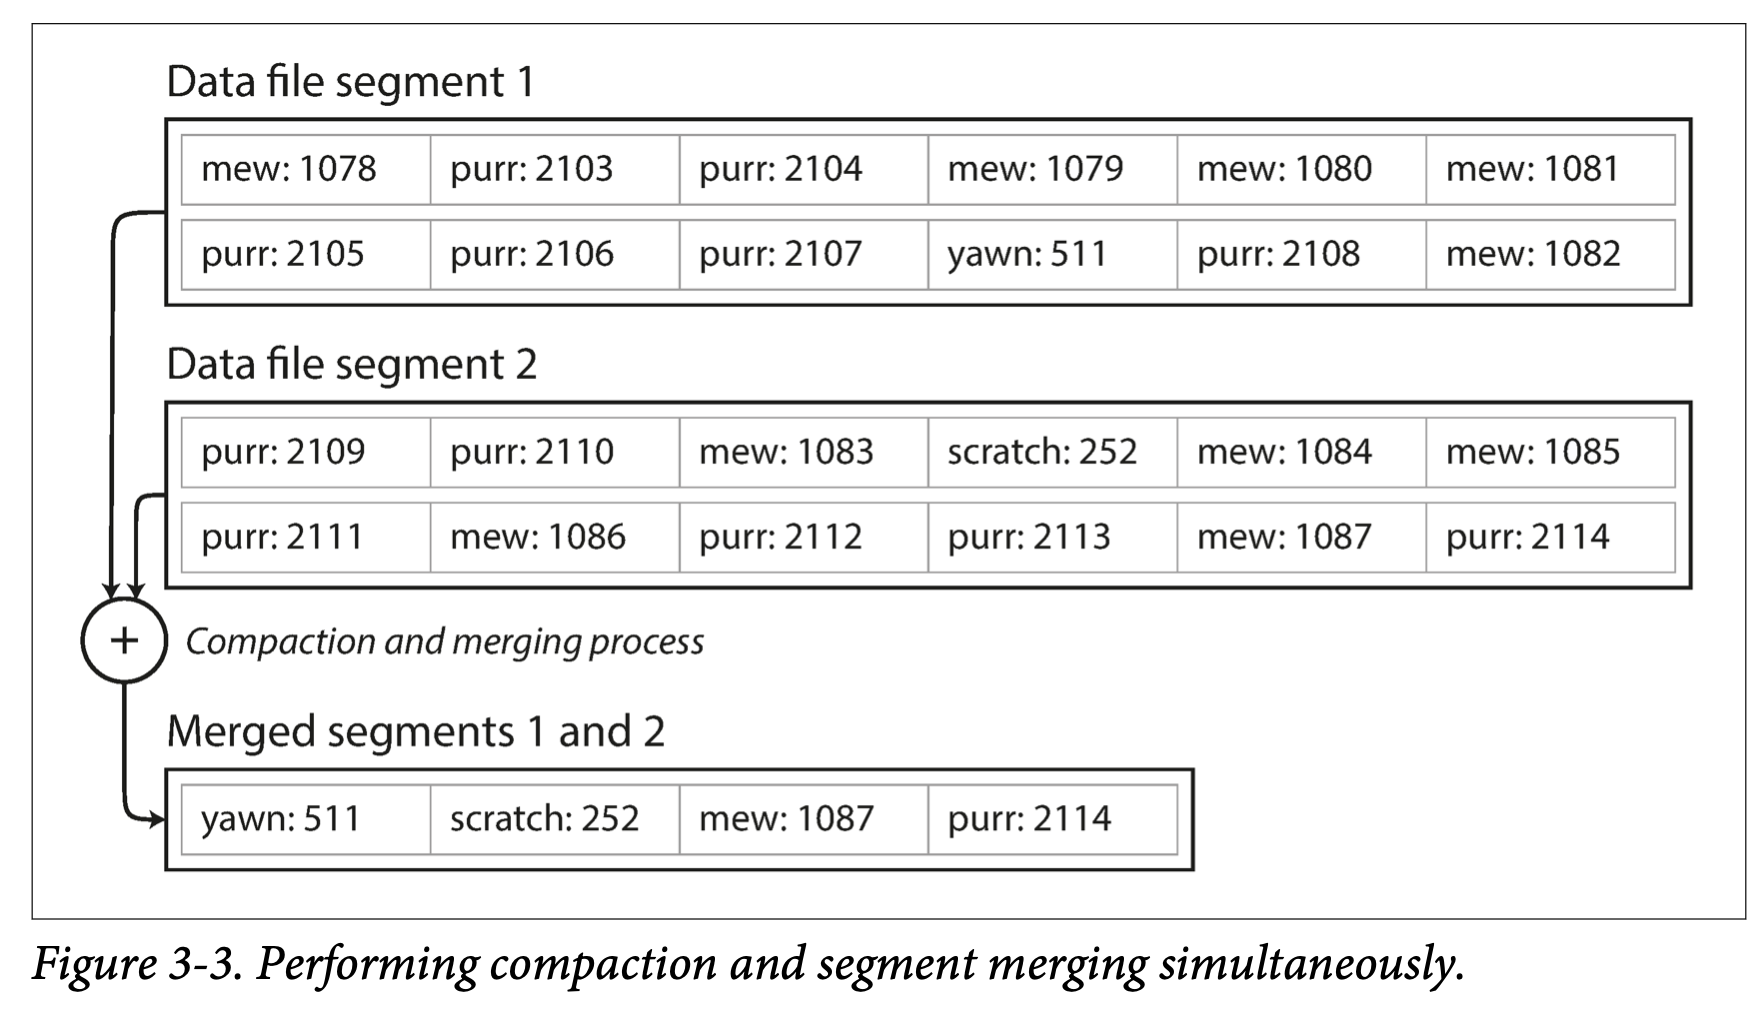 Data file segment 1
mew: 1078 purr: 2103 purr: 2104 mew: 1079 mew: 1080 mew: 1081
purr: 2105 purr: 2106 purr: 2107 yawn: 511 purr: 2108 mew: 1082
Data file segment 2
purr: 2109 purr: 2110 mew: 1083 scratch: 252 mew: 1084 mew: 1085
purr: 2111 mew: 1086 purr: 2112 purr: 2113 mew: 1087 purr: 2114
+ Compaction and merging process
Merged segments 1 and 2
yawn: 511 scratch: 252 mew: 1087 purr: 2114
Figure 3-3. Performing compaction and segment merging simultaneously.